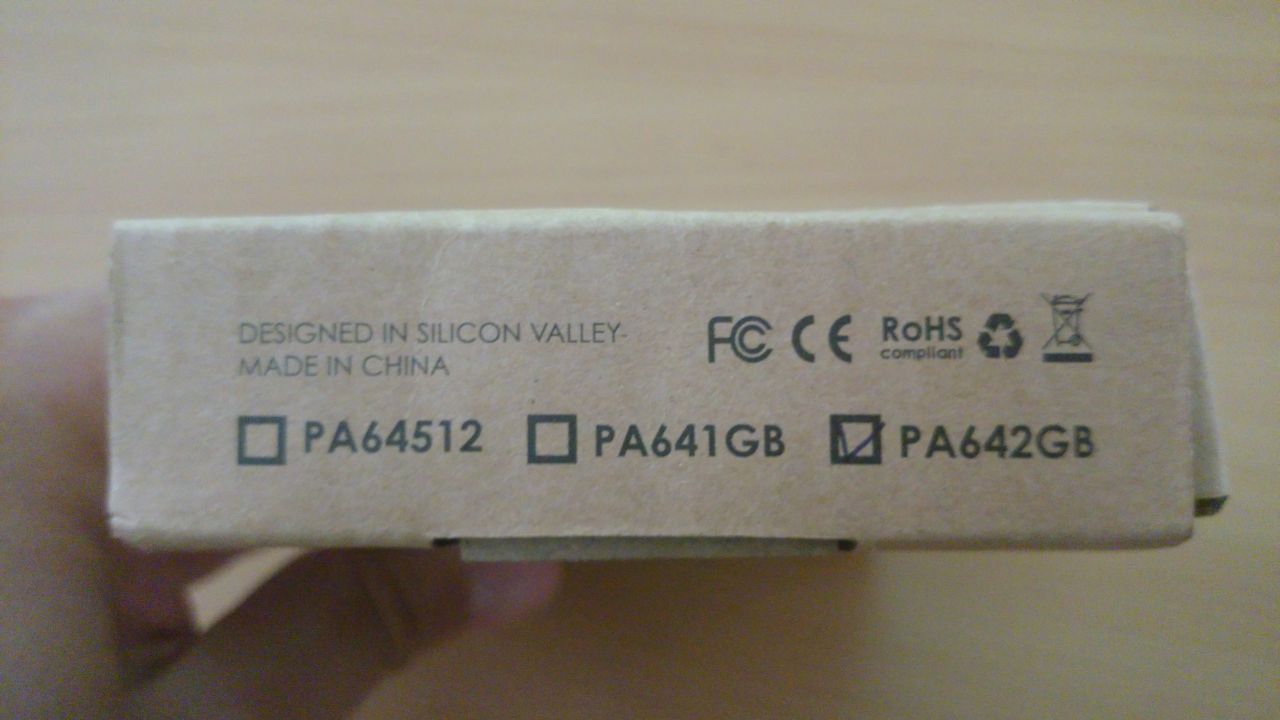 DESIGNED IN SILICON VALLEY-
MADE IN CHINA
FC CE RoHS
compliant
PA64512 PA641GB PA642GB